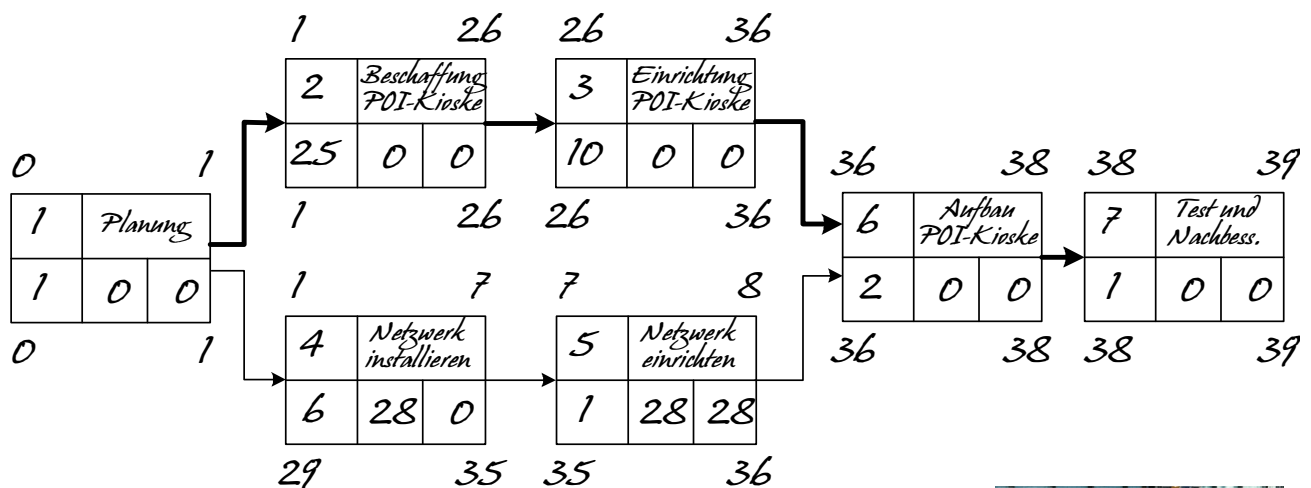 1 26
2 Beschaffung
POI-Kioske
25 0 0
1 26
26 36
3 Einrichtung
POI-Kioske
10 0 0
26 36
0 1
1 Planung
1 0 0
0 1
1 7
4 Netzwerk
installieren
6 28 0
29 35
7 8
5 Netzwerk
einrichten
1 28 28
35 36
36 38
6 Aufbau
POI-Kioske
2 0 0
36 38
38 39
7 Test und
Nachbess.
1 0 0
38 39